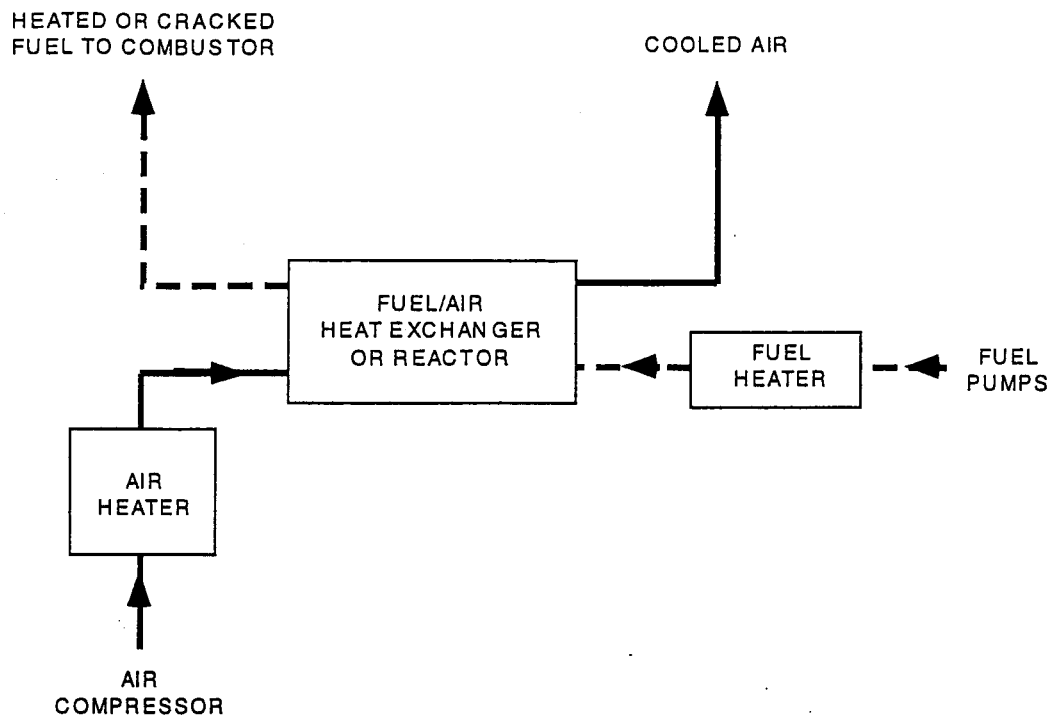 HEATED OR CRACKED
FUEL TO COMBUSTOR
COOLED AIR
FUEL/AIR
HEAT EXCHANGER
OR REACTOR
FUEL
HEATER
FUEL
PUMPS
AIR
HEATER
AIR
COMPRESSOR